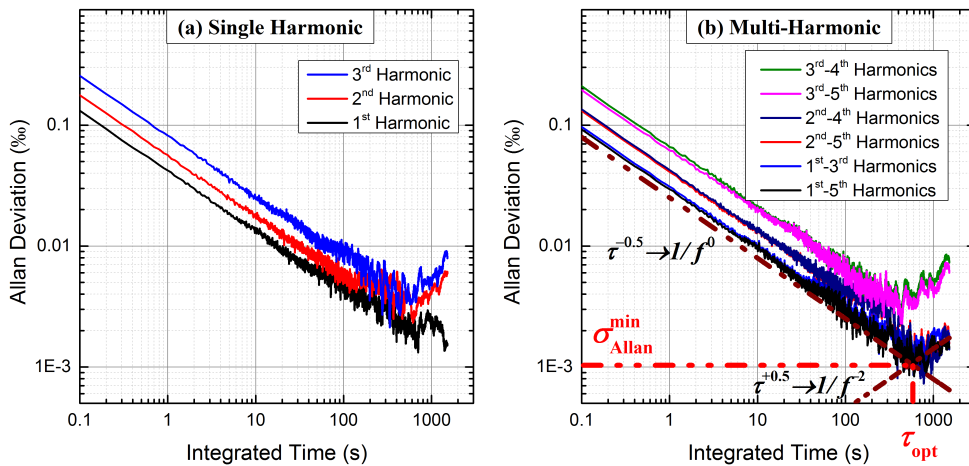 (a) Single Harmonic
3rd Harmonic
2nd Harmonic
1st Harmonic
Allan Deviation (‰)
0.1
0.01
1E-3
0.1
1
10
100
1000
Integrated Time (s)
(b) Multi-Harmonic
3rd-4th Harmonics
3rd-5th Harmonics
2nd-4th Harmonics
2nd-5th Harmonics
1st-3rd Harmonics
1st-5th Harmonics
Allan Deviation (‰)
0.1
0.01
1E-3
τ−0.5→1/f0
σminAllan
τ+0.5→1/f-2
0.1
1
10
100
1000
τopt
Integrated Time (s)